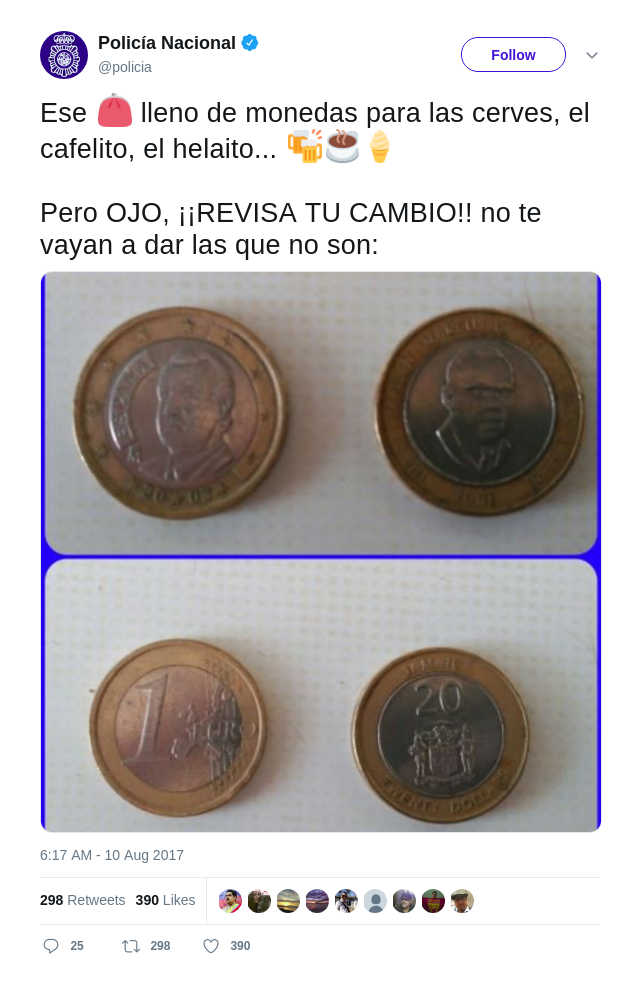 Policía Nacional
@policia
Follow
Ese lleno de monedas para las cerves, el
cafelito, el helaito...
Pero OJO, ¡¡REVISA TU CAMBIO!! no te
vayan a dar las que no son:
ESPAÑA
1
EURO
20
TWENTY DOLLARS
6:17 AM - 10 Aug 2017
298 Retweets 390 Likes
25 298 390